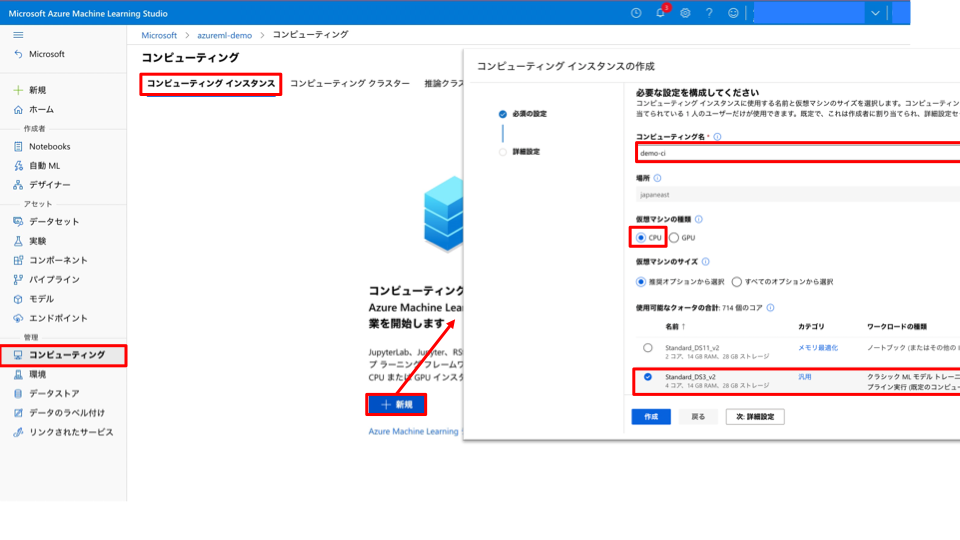 Microsoft Azure Machine Learning Studio
3
Microsoft > azureml-demo > コンピューティング
Microsoft
新規
ホーム
作成者
Notebooks
自動 ML
デザイナー
アセット
データセット
実験
コンポーネント
パイプライン
モデル
エンドポイント
管理
コンピューティング
環境
データストア
データのラベル付け
リンクされたサービス
コンピューティング
コンピューティング インスタンス コンピューティング クラスター 推論クラス
コンピューティング
Azure Machine Lea
業を開始します
JupyterLab、Jupyter、RS
プ ラーニング フレームワ
CPU または GPU インスタ
新規
Azure Machine Learning
コンピューティング インスタンスの作成
必須の設定
詳細設定
必要な設定を構成してください
コンピューティング インスタンスに使用する名前と仮想マシンのサイズを選択します。コンピューティン
当てられている 1 人のユーザーだけが使用できます。既定で、これは作成者に割り当てられ、詳細設定セ
コンピューティング名 *
demo-ci
場所
japaneast
仮想マシンの種類
CPU GPU
仮想マシンのサイズ
推奨オプションから選択 すべてのオプションから選択
使用可能なクォータの合計: 714 個のコア
名前 ↑ カテゴリ ワークロードの種類
Standard_DS11_v2 メモリ最適化 ノートブック (またはその他の
2 コア、14 GB RAM、28 GB ストレージ
Standard_DS3_v2 汎用 クラシック ML モデル トレーニ
4 コア、14 GB RAM、28 GB ストレージ プライン実行 (既定のコンピュー
作成 戻る 次: 詳細設定